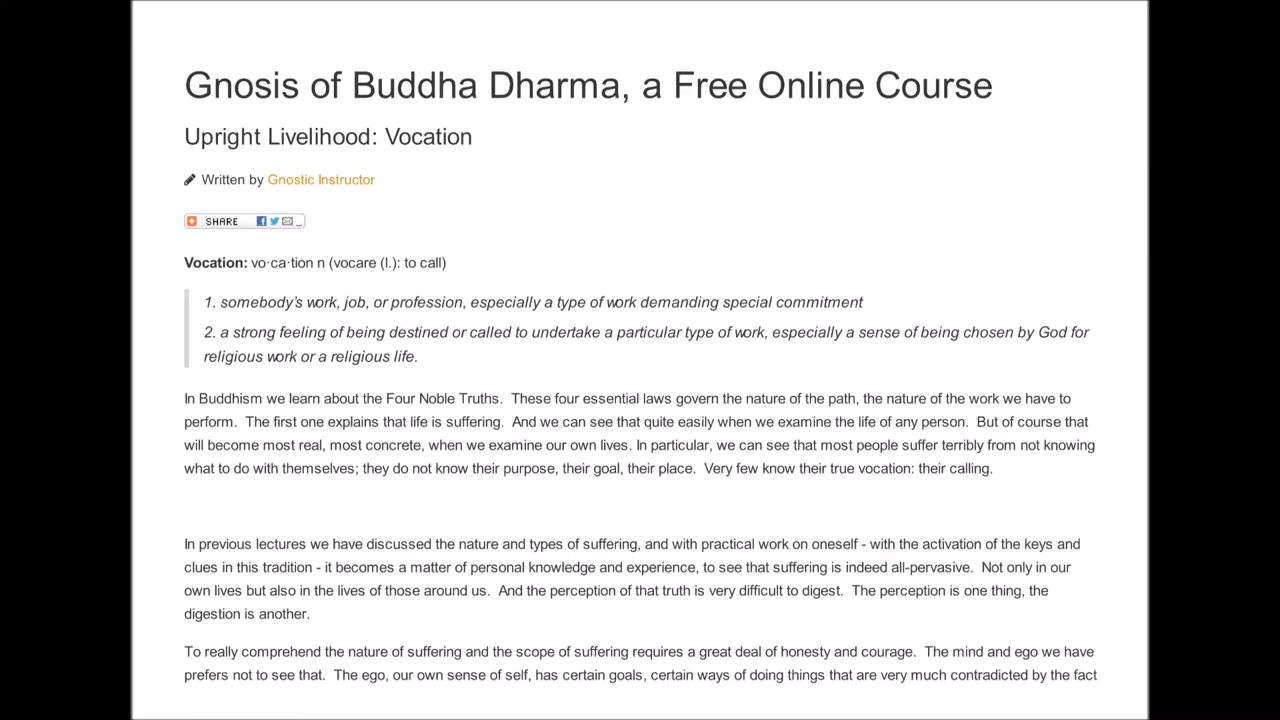 Gnosis of Buddha Dharma, a Free Online Course
Upright Livelihood: Vocation
Written by Gnostic Instructor
SHARE
Vocation: vo·ca·tion n (vocare (l.): to call)
1. somebody's work, job, or profession, especially a type of work demanding special commitment
2. a strong feeling of being destined or called to undertake a particular type of work, especially a sense of being chosen by God for
religious work or a religious life.
In Buddhism we learn about the Four Noble Truths.  These four essential laws govern the nature of the path, the nature of the work we have to
perform.  The first one explains that life is suffering.  And we can see that quite easily when we examine the life of any person.  But of course that
will become most real, most concrete, when we examine our own lives. In particular, we can see that most people suffer terribly from not knowing
what to do with themselves; they do not know their purpose, their goal, their place.  Very few know their true vocation: their calling.
In previous lectures we have discussed the nature and types of suffering, and with practical work on oneself - with the activation of the keys and
clues in this tradition - it becomes a matter of personal knowledge and experience, to see that suffering is indeed all-pervasive.  Not only in our
own lives but also in the lives of those around us.  And the perception of that truth is very difficult to digest.  The perception is one thing, the
digestion is another.
To really comprehend the nature of suffering and the scope of suffering requires a great deal of honesty and courage.  The mind and ego we have
prefers not to see that.  The ego, our own sense of self, has certain goals, certain ways of doing things that are very much contradicted by the fact